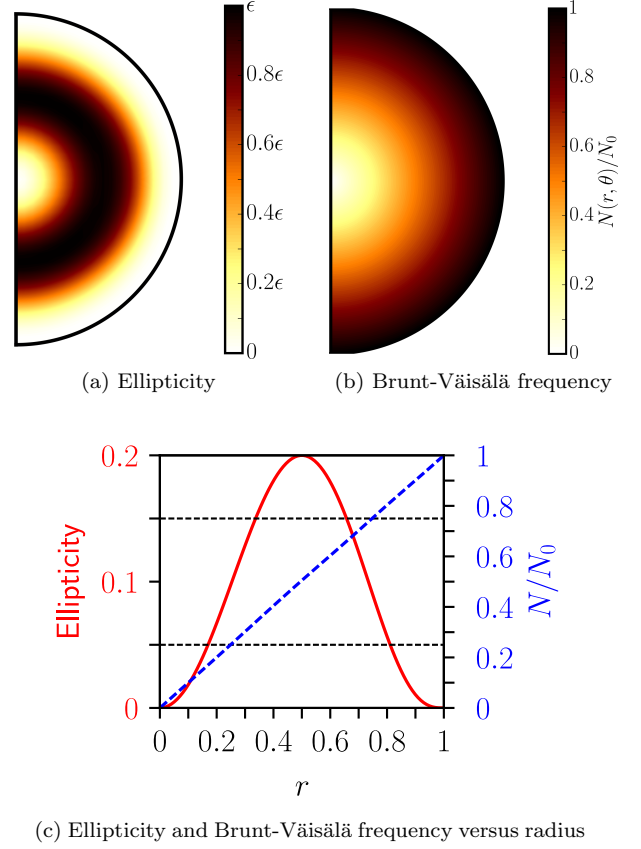 ϵ
0.8ϵ
0.6ϵ
0.4ϵ
0.2ϵ
0
1
0.8
0.6
0.4
0.2
0
N(r, θ)/N₀
(a) Ellipticity
(b) Brunt-Väisälä frequency
0.2
0.1
0
Ellipticity
1
0.8
0.6
0.4
0.2
0
N/N₀
0 0.2 0.4 0.6 0.8 1
r
(c) Ellipticity and Brunt-Väisälä frequency versus radius